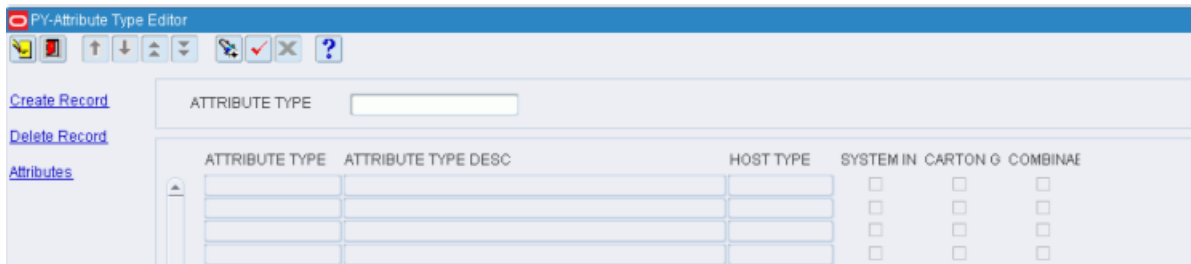 PY-Attribute Type Editor
?
Create Record
ATTRIBUTE TYPE
Delete Record
Attributes
ATTRIBUTE TYPE ATTRIBUTE TYPE DESC HOST TYPE SYSTEM IN CARTON G COMBINAE